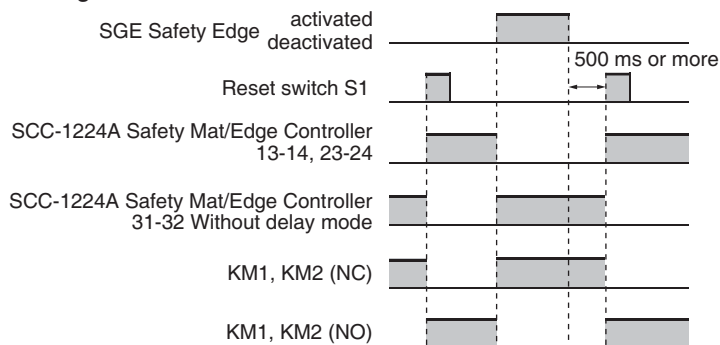 SGE Safety Edge
activated
deactivated
500 ms or more
Reset switch S1
SCC-1224A Safety Mat/Edge Controller
13-14, 23-24
SCC-1224A Safety Mat/Edge Controller
31-32 Without delay mode
KM1, KM2 (NC)
KM1, KM2 (NO)